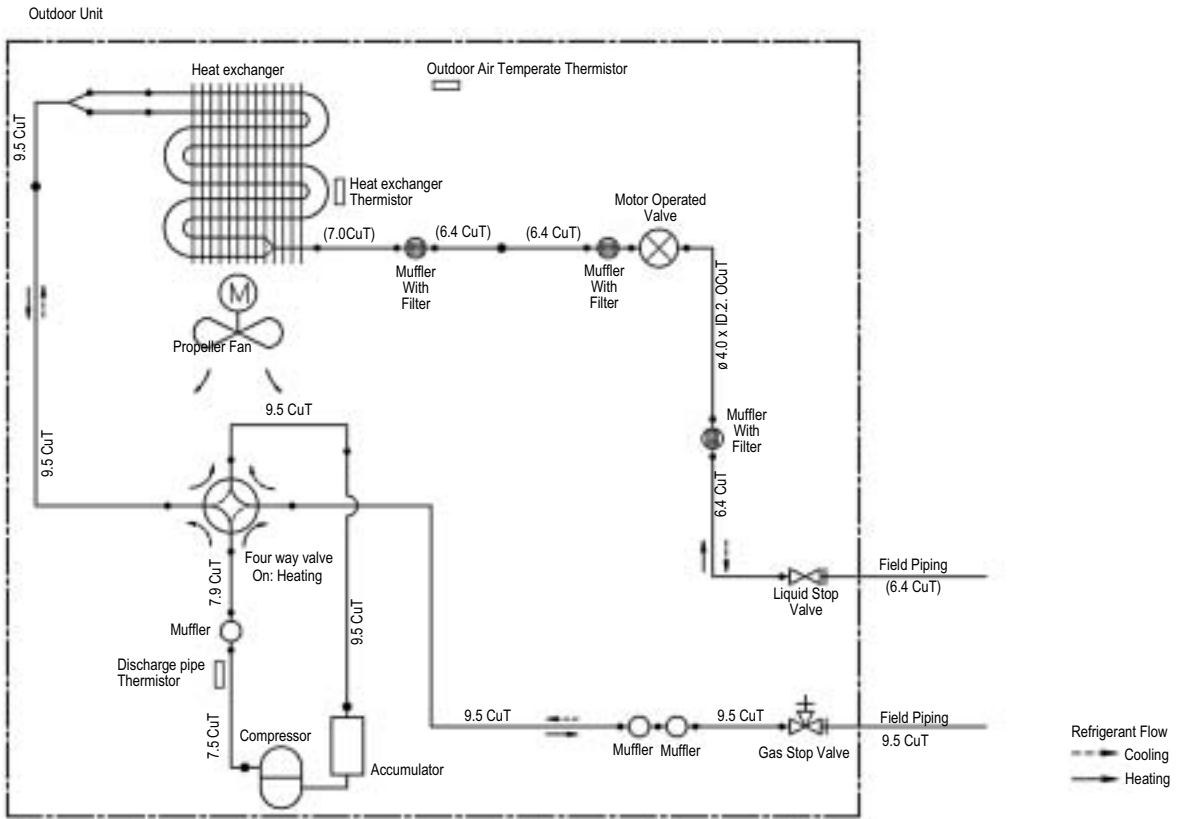 Outdoor Unit
Heat exchanger
Outdoor Air Temperate Thermistor
9.5 CuT
Heat exchanger
Thermistor
Motor Operated
Valve
(7.0CuT)
(6.4 CuT)
(6.4 CuT)
Muffler
With
Filter
Muffler
With
Filter
M
Propeller Fan
ø 4.0 x ID.2. OCuT
9.5 CuT
9.5 CuT
Muffler
With
Filter
6.4 CuT
Four way valve
On: Heating
7.9 CuT
Field Piping
(6.4 CuT)
Liquid Stop
Valve
Muffler
9.5 CuT
Discharge pipe
Thermistor
7.5 CuT
Compressor
Accumulator
9.5 CuT
9.5 CuT
Muffler
Muffler
Gas Stop Valve
Field Piping
9.5 CuT
Refrigerant Flow
Cooling
Heating